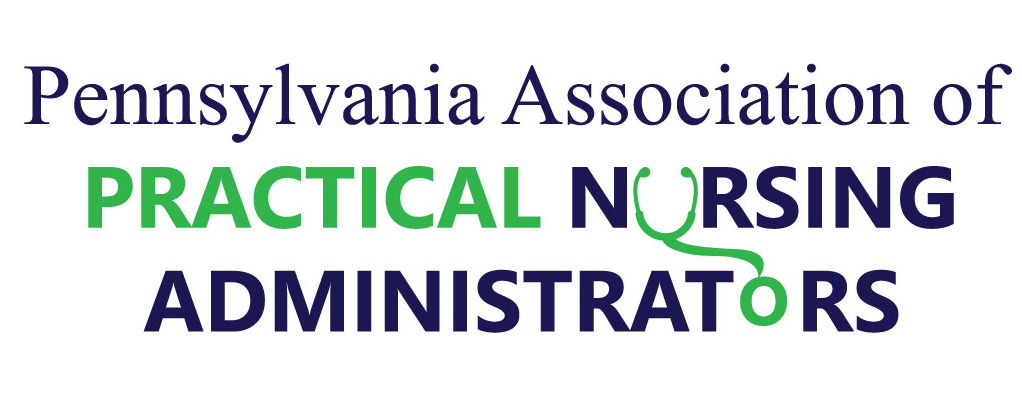 Pennsylvania Association of
PRACTICAL NURSING
ADMINISTRATORS